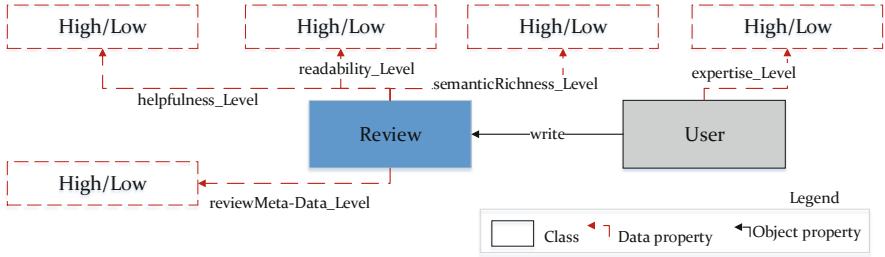 High/Low
High/Low
High/Low
High/Low
readability_Level
expertise_Level
semanticRichness_Level
helpfulness_Level
Review
write
User
High/Low
reviewMeta-Data_Level
Legend
Class
Data property
Object property